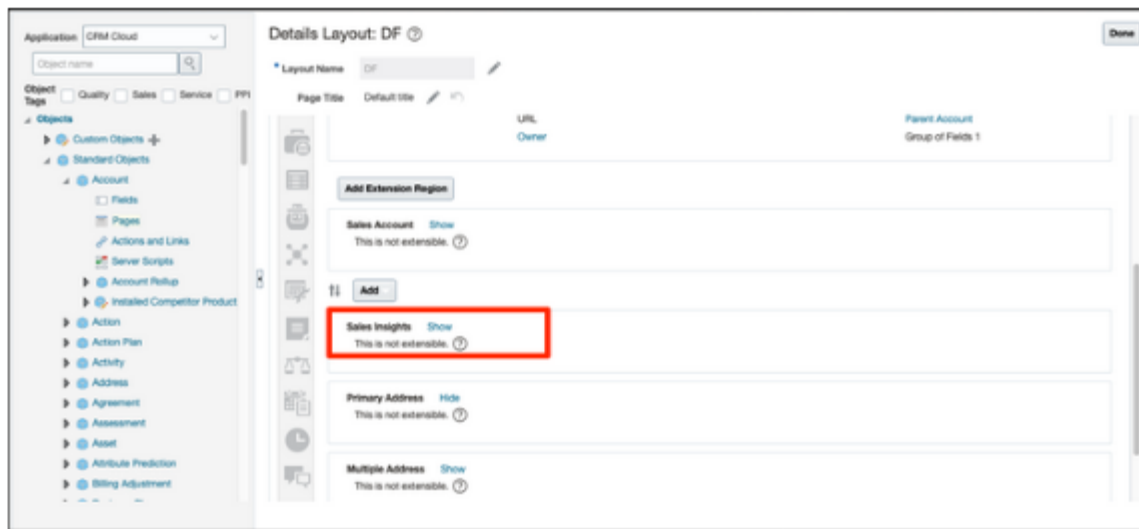 Application CRM Cloud
Object name
Object Tags Quality Sales Service PPI
Objects
Custom Objects
Standard Objects
Account
Fields
Pages
Actions and Links
Server Scripts
Account Rollup
Installed Competitor Product
Action
Action Plan
Activity
Address
Agreement
Assessment
Asset
Attribute Prediction
Billing Adjustment
Details Layout: DF ?
Done
* Layout Name DF
Page Title Default title
URL Parent Account
Owner Group of Fields 1
Add Extension Region
Sales Account Show
This is not extensible. ?
Add
Sales Insights Show
This is not extensible. ?
Primary Address Hide
This is not extensible. ?
Multiple Address Show
This is not extensible. ?